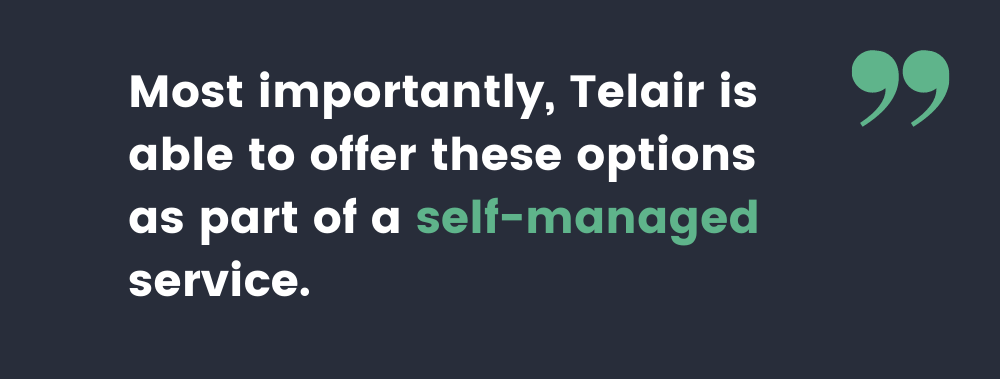 Most importantly, Telair is
able to offer these options
as part of a self-managed
service.